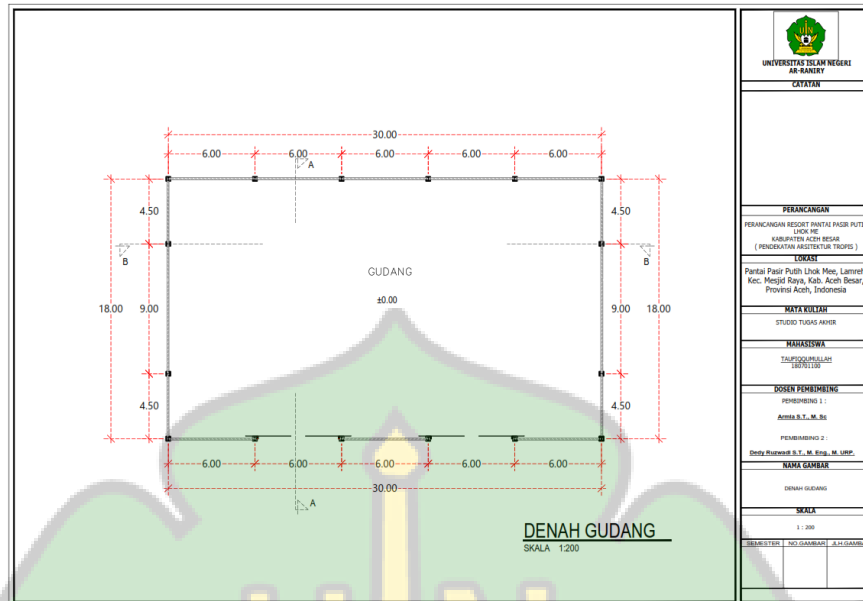 30.00
6.00 6.00 6.00 6.00 6.00
A
4.50 4.50
B B
GUDANG
±0.00
18.00 9.00 9.00 18.00
4.50 4.50
6.00 6.00 6.00 6.00 6.00
30.00
A
DENAH GUDANG
SKALA 1:200
UNIVERSITAS ISLAM NEGERI
AR-RANIRY
CATATAN
PERANCANGAN
PERANCANGAN RESORT PANTAI PASIR PUTI
LHOK ME
KABUPATEN ACEH BESAR
( PENDEKATAN ARSITEKTUR TROPIS )
LOKASI
Pantai Pasir Putih Lhok Mee, Lamreh
Kec. Mesjid Raya, Kab. Aceh Besar,
Provinsi Aceh, Indonesia
MATA KULIAH
STUDIO TUGAS AKHIR
MAHASISWA
TAUFIQQUMULLAH
180701100
DOSEN PEMBIMBING
PEMBIMBING 1 :
Armia S.T., M. Sc
PEMBIMBING 2 :
Dedy Ruzwadi S.T., M. Eng., M. URP.
NAMA GAMBAR
DENAH GUDANG
SKALA
1 : 200
SEMESTER NO.GAMBAR JLH.GAMBA